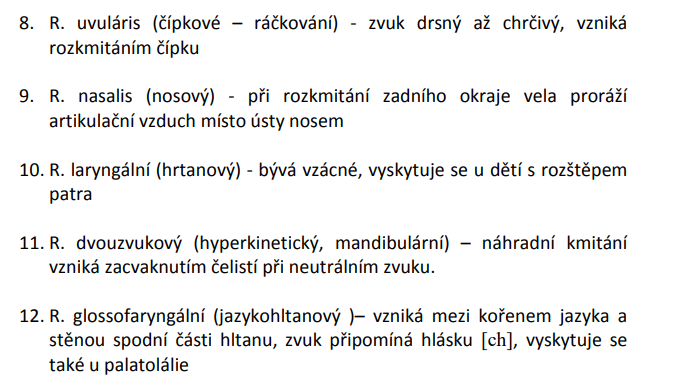 8. R. uvuláris (čípkové – ráčkování) - zvuk drsný až chrčivý, vzniká
rozkmitáním čípku
9. R. nasalis (nosový) - při rozkmitání zadního okraje vela proráží
artikulační vzduch místo ústy nosem
10. R. laryngální (hrtanový) - bývá vzácné, vyskytuje se u dětí s rozštěpem
patra
11. R. dvouzvukový (hyperkinetický, mandibulární) – náhradní kmitání
vzniká zacvaknutím čelistí při neutrálním zvuku.
12. R. glossofaryngální (jazykohltanový )– vzniká mezi kořenem jazyka a
stěnou spodní části hltanu, zvuk připomíná hlásku [ch], vyskytuje se
také u palatolálie